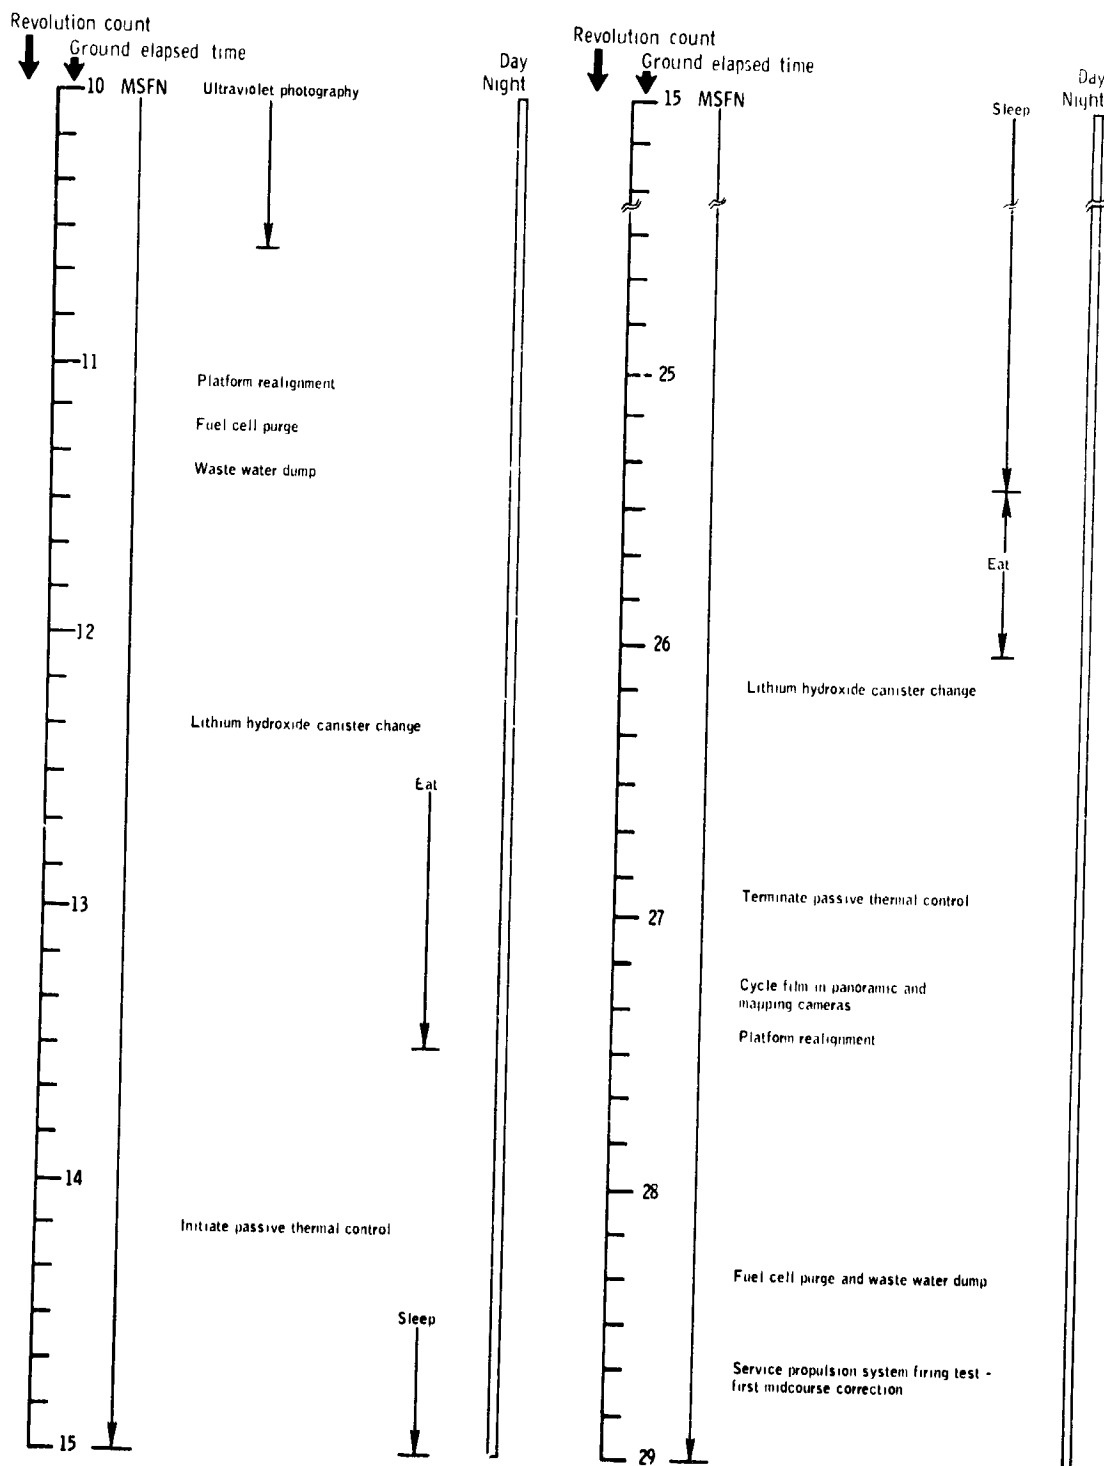 Revolution count
Ground elapsed time
Day
Night
10 MSFN Ultraviolet photography
11
Platform realignment
Fuel cell purge
Waste water dump
12
Lithium hydroxide canister change
Eat
13
14
Initiate passive thermal control
Sleep
15
Revolution count
Ground elapsed time
Day
Night
15 MSFN
Sleep
25
Eat
26
Lithium hydroxide canister change
Terminate passive thermal control
27
Cycle film in panoramic and
mapping cameras
Platform realignment
28
Fuel cell purge and waste water dump
Service propulsion system firing test -
first midcourse correction
29